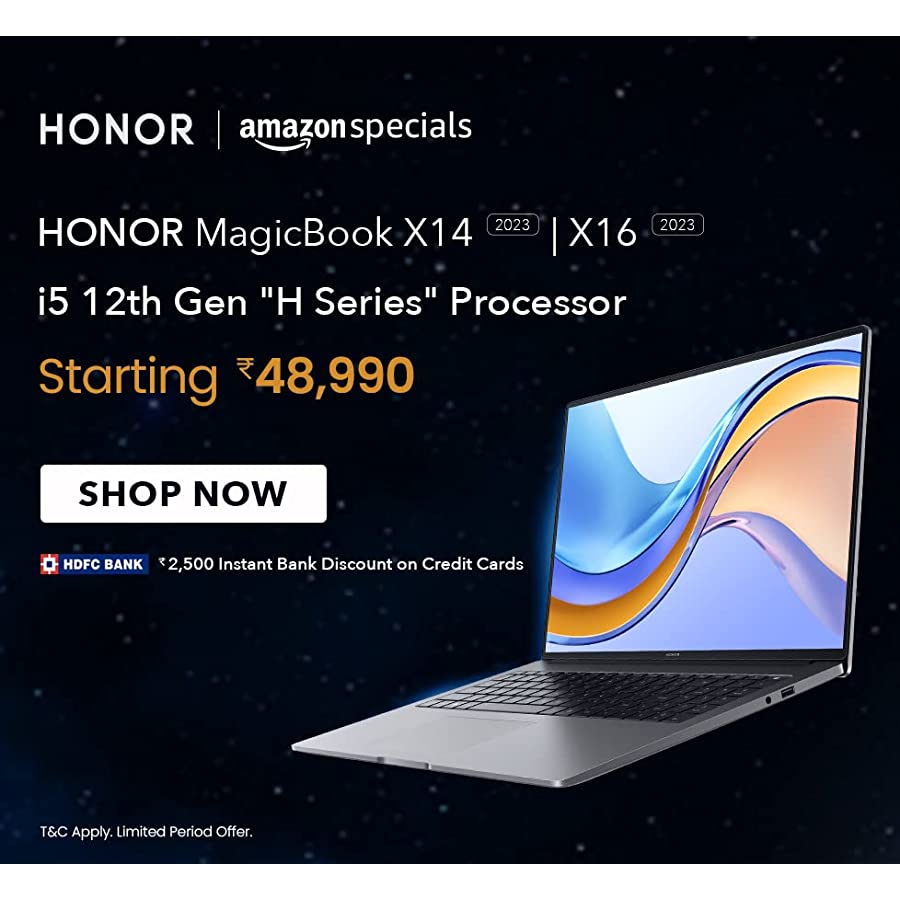 HONOR | amazonspecials
HONOR MagicBook X14 2023 | X16 2023
i5 12th Gen "H Series" Processor
Starting ₹48,990
SHOP NOW
HDFC BANK ₹2,500 Instant Bank Discount on Credit Cards
HONOR
T&C Apply. Limited Period Offer.